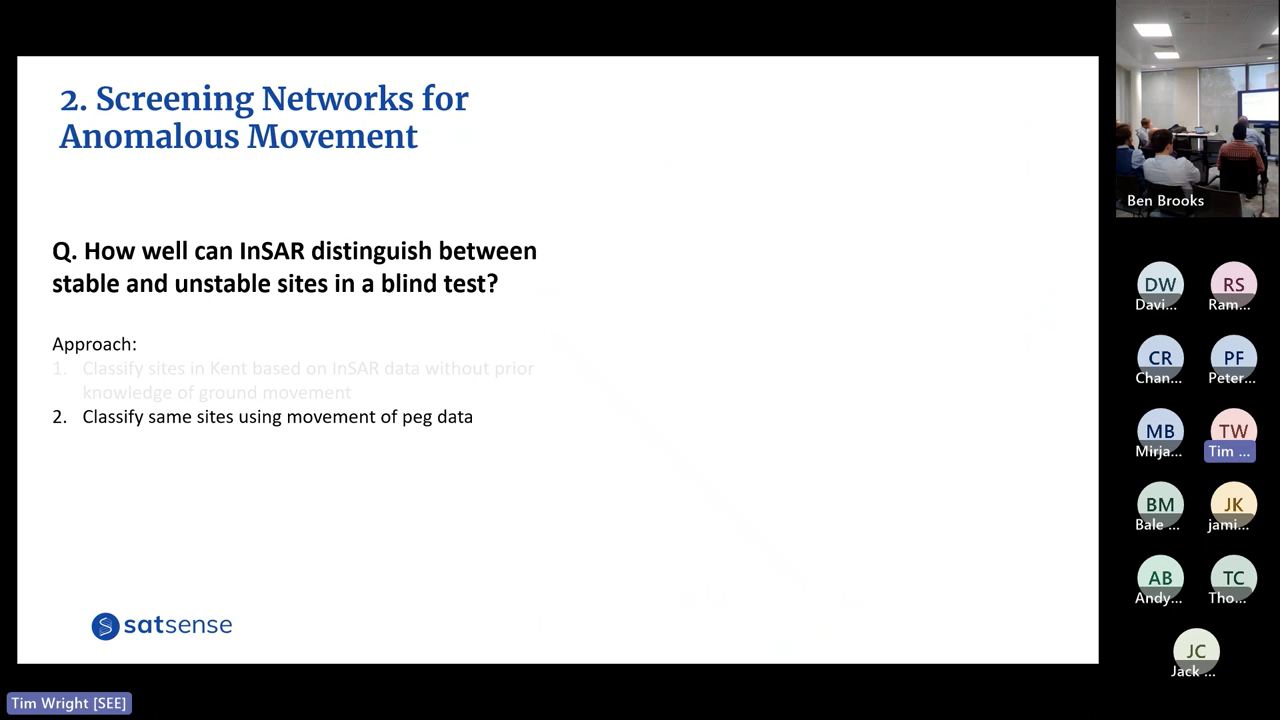 2. Screening Networks for
Anomalous Movement
Q. How well can InSAR distinguish between
stable and unstable sites in a blind test?
Approach:
1. Classify sites in Kent based on InSAR data without prior
knowledge of ground movement
2. Classify same sites using movement of peg data
satsense
Tim Wright [SEE]
Ben Brooks
DW
Davi...
RS
Ram...
CR
Chan...
PF
Peter...
MB
Mirja...
TW
Tim ...
BM
Bale ...
JK
jami...
AB
Andy...
TC
Tho...
JC
Jack ...